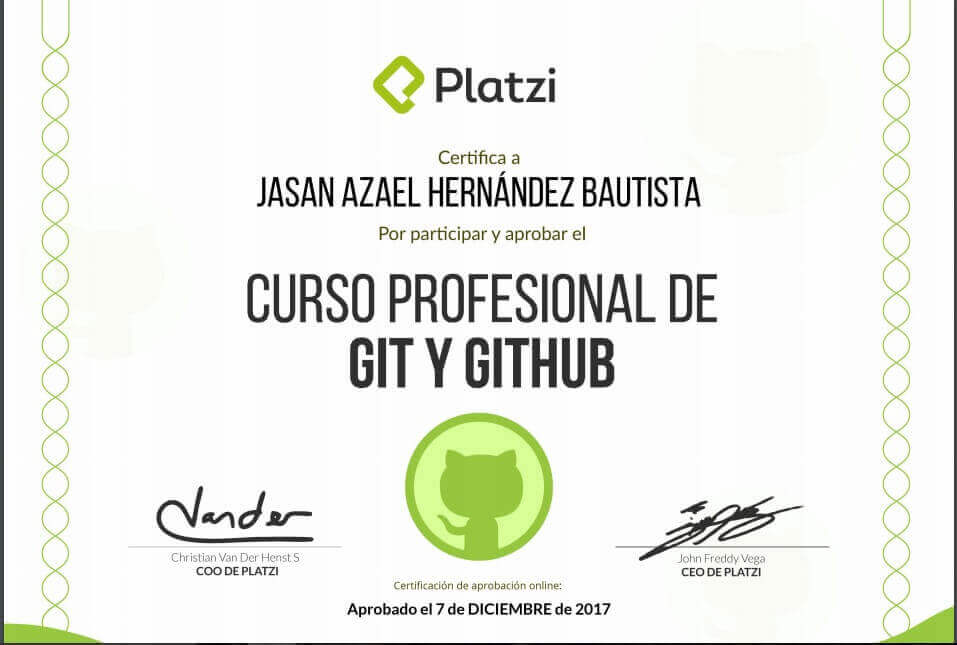 Platzi
Certifica a
JASAN AZAEL HERNÁNDEZ BAUTISTA
Por participar y aprobar el
CURSO PROFESIONAL DE
GIT Y GITHUB
Vander
Christian Van Der Henst S
COO DE PLATZI
John Freddy Vega
CEO DE PLATZI
Certificación de aprobación online:
Aprobado el 7 de DICIEMBRE de 2017